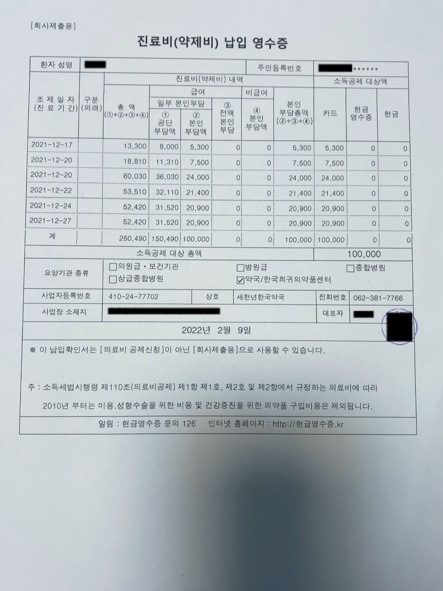 [회사제출용]
진료비(약제비) 납입 영수증
환자 성명 주민등록번호 ******
진료비(약제비) 내역 소득공제 대상액
조 제 일 자 (진 료 기 간) 구분 (외래) 총 액 (①+②+③+④) 급여 비급여 본인 부담총액 (②+③+④) 카드 현금 영수증 현금
일부 본인부담 ③ 전액 본인 부담 ④ 본인 부담액
① 공단 부담액 ② 본인 부담액
2021-12-17 13,300 8,000 5,300 0 0 5,300 5,300 0 0
2021-12-20 18,810 11,310 7,500 0 0 7,500 7,500 0 0
2021-12-20 60,030 36,030 24,000 0 0 24,000 24,000 0 0
2021-12-22 53,510 32,110 21,400 0 0 21,400 21,400 0 0
2021-12-24 52,420 31,520 20,900 0 0 20,900 20,900 0 0
2021-12-27 52,420 31,520 20,900 0 0 20,900 20,900 0 0
계 250,490 150,490 100,000 0 0 100,000 100,000 0 0
소득공제 대상 총액 100,000
요양기관 종류 의원급·보건기관 병원급 종합병원
상급종합병원 약국/한국희귀의약품센터
사업자등록번호 410-24-77702 상호 새천년한국약국 전화번호 062-381-7766
사업장 소재지 대표자
2022년 2월 9일
※ 이 납입확인서는 [의료비 공제신청]이 아닌 [회사제출용]으로 사용할 수 있습니다.
주 : 소득세법시행령 제110조(의료비공제) 제1항 제1호, 제2호 및 제2항에서 규정하는 의료비에 따라
2010년 부터는 미용,성형수술을 위한 비용 및 건강증진을 위한 의약품 구입비용은 제외됩니다.
알림 : 현금영수증 문의 126 인터넷 홈페이지 : http://현금영수증.kr